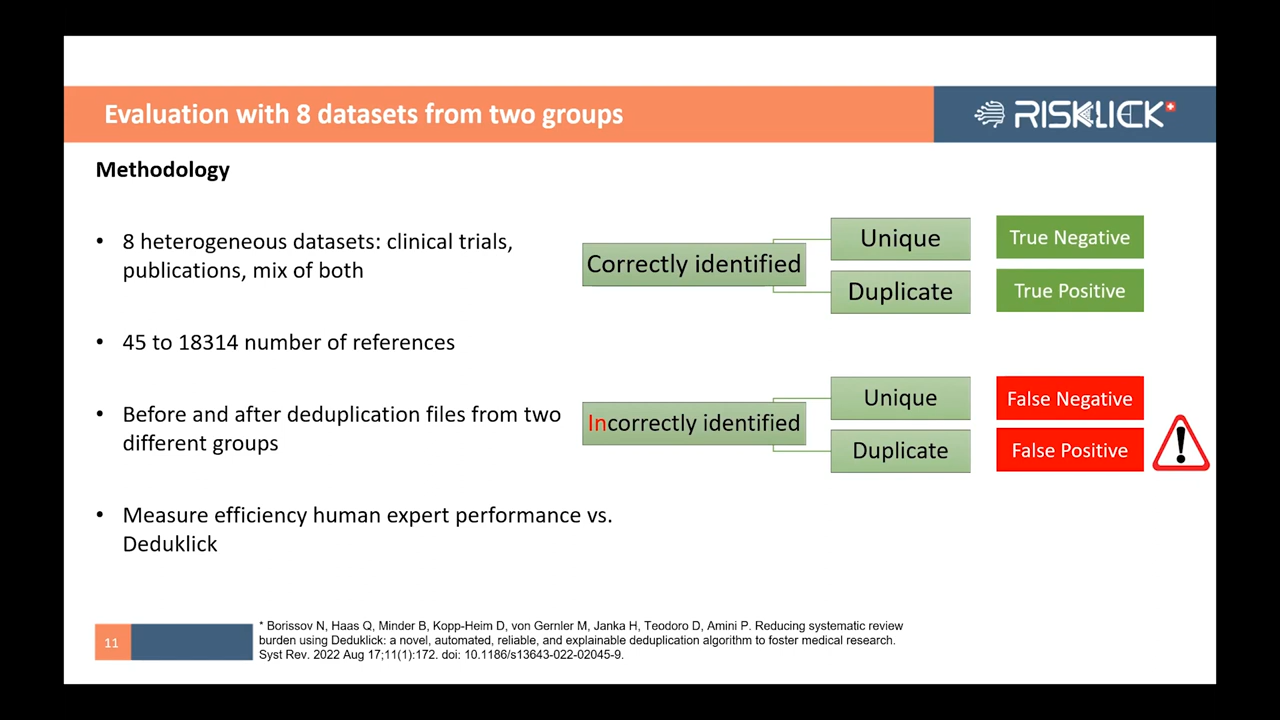 Evaluation with 8 datasets from two groups
RISKLICK
Methodology
• 8 heterogeneous datasets: clinical trials,
publications, mix of both
• 45 to 18314 number of references
• Before and after deduplication files from two
different groups
• Measure efficiency human expert performance vs.
Deduklick
Correctly identified
Unique
True Negative
Duplicate
True Positive
Incorrectly identified
Unique
False Negative
Duplicate
False Positive
!
11
* Borissov N, Haas Q, Minder B, Kopp-Heim D, von Gernler M, Janka H, Teodoro D, Amini P. Reducing systematic review
burden using Deduklick: a novel, automated, reliable, and explainable deduplication algorithm to foster medical research.
Syst Rev. 2022 Aug 17;11(1):172. doi: 10.1186/s13643-022-02045-9.